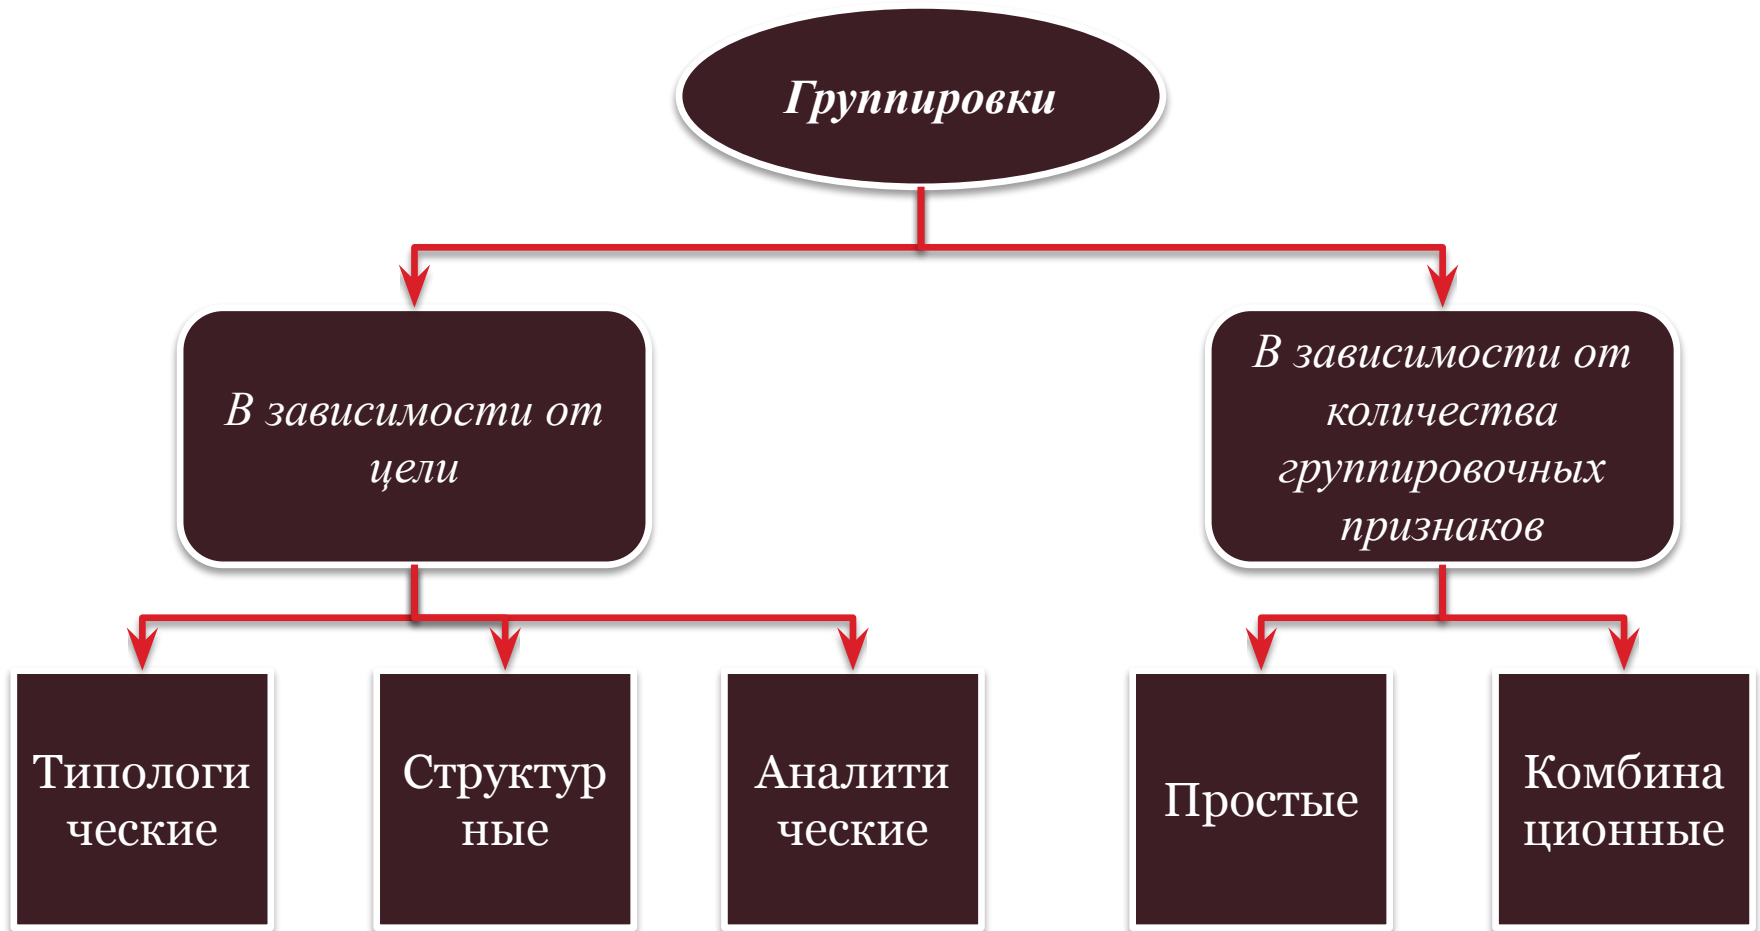 Группировки
В зависимости от
цели
В зависимости от
количества
группировочных
признаков
Типологи
ческие
Структур
ные
Аналити
ческие
Простые
Комбина
ционные